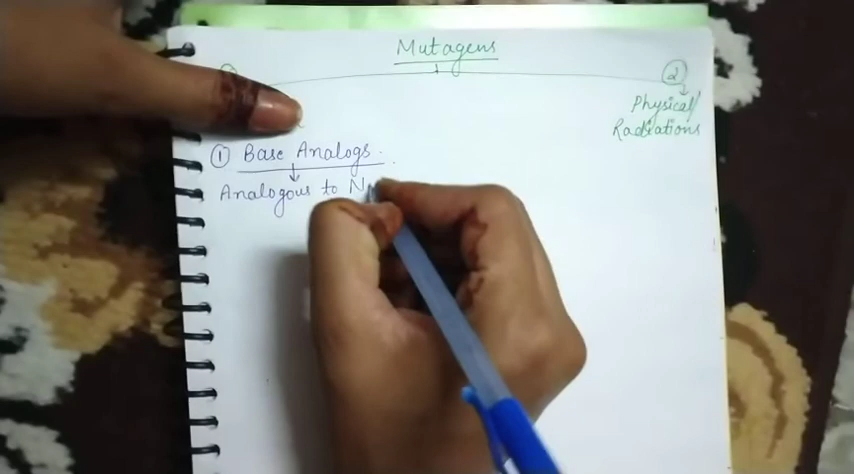 Mutagens
②
Physical/
Radiations
① Base Analogs.
Analogous to N